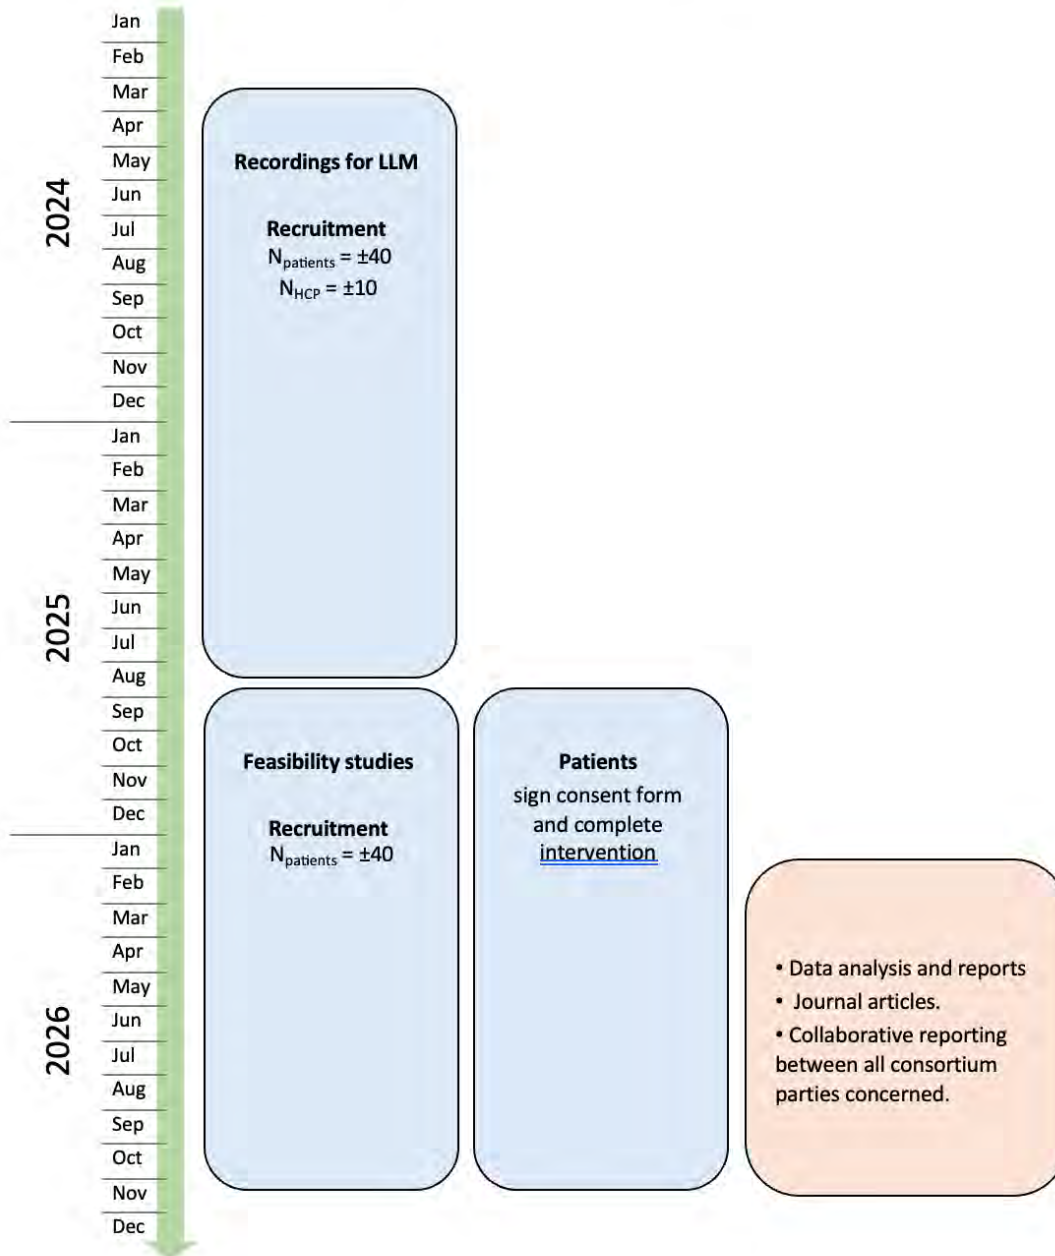 2024
Jan
Feb
Mar
Apr
May
Jun
Jul
Aug
Sep
Oct
Nov
Dec
2025
Jan
Feb
Mar
Apr
May
Jun
Jul
Aug
Sep
Oct
Nov
Dec
2026
Jan
Feb
Mar
Apr
May
Jun
Jul
Aug
Sep
Oct
Nov
Dec
Recordings for LLM
Recruitment
Npatients = ±40
NHCP = ±10
Feasibility studies
Recruitment
Npatients = ±40
Patients
sign consent form
and complete
intervention
• Data analysis and reports
• Journal articles.
• Collaborative reporting
between all consortium
parties concerned.